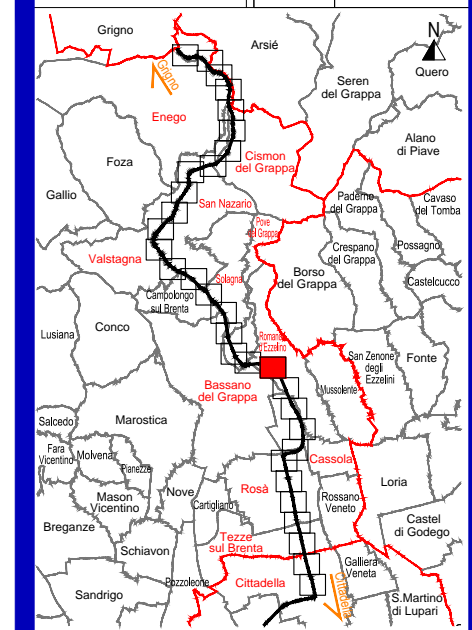 Grigno
Arsié
N
Quero
Grigno
Seren
del Grappa
Enego
Alano
di Piave
Foza
Cismon
del Grappa
Gallio
San Nazario
Paderno
del Grappa
Cavaso
del Tomba
Pove
del Grappa
Crespano
del Grappa
Possagno
Valstagna
Solagna
Borso
del Grappa
Castelcucco
Campolongo
sul Brenta
Lusiana
Conco
Romano
d'Ezzelino
San Zenone
degli
Ezzelini
Fonte
Bassano
del Grappa
Mussolente
Salcedo
Marostica
Fara
Vicentino
Molvena
Pianezze
Cassola
Loria
Mason
Vicentino
Nove
Cartigliano
Rosà
Rossano
Veneto
Breganze
Castel
di Godego
Schiavon
Tezze
sul Brenta
Galliera
Veneta
Pozzoleone
Cittadella
Cittadella
Sandrigo
S.Martino
di Lupari